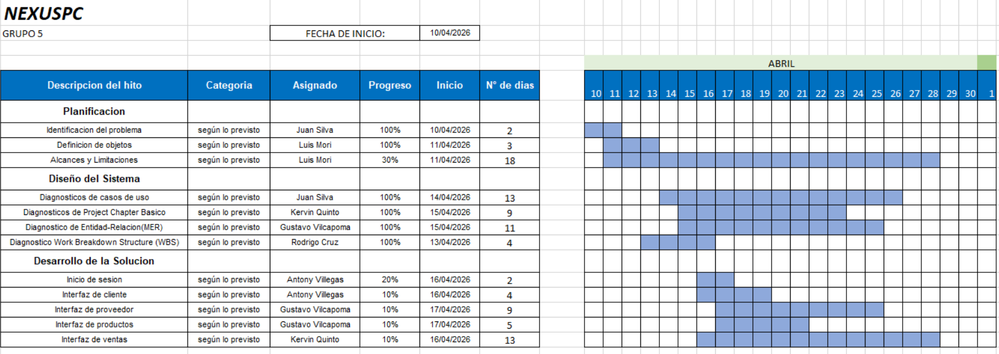 NEXUSPC
GRUPO 5 FECHA DE INICIO: 10/04/2026
ABRIL
Descripcion del hito Categoria Asignado Progreso Inicio N° de dias 10 11 12 13 14 15 16 17 18 19 20 21 22 23 24 25 26 27 28 29 30 1
Planificacion
Identificacion del problema según lo previsto Juan Silva 100% 10/04/2026 2
Definicion de objetos según lo previsto Luis Mori 100% 11/04/2026 3
Alcances y Limitaciones según lo previsto Luis Mori 30% 11/04/2026 18
Diseño del Sistema
Diagnosticos de casos de uso según lo previsto Juan Silva 100% 14/04/2026 13
Diagnosticos de Project Chapter Basico según lo previsto Kervin Quinto 100% 15/04/2026 9
Diagnostico de Entidad-Relacion(MER) según lo previsto Gustavo Vilcapoma 100% 15/04/2026 11
Diagnostico Work Breakdown Structure (WBS) según lo previsto Rodrigo Cruz 100% 13/04/2026 4
Desarrollo de la Solucion
Inicio de sesion según lo previsto Antony Villegas 20% 16/04/2026 2
Interfaz de cliente según lo previsto Antony Villegas 10% 16/04/2026 4
Interfaz de proveedor según lo previsto Gustavo Vilcapoma 10% 17/04/2026 9
Interfaz de productos según lo previsto Gustavo Vilcapoma 10% 17/04/2026 5
Interfaz de ventas según lo previsto Kervin Quinto 10% 16/04/2026 13